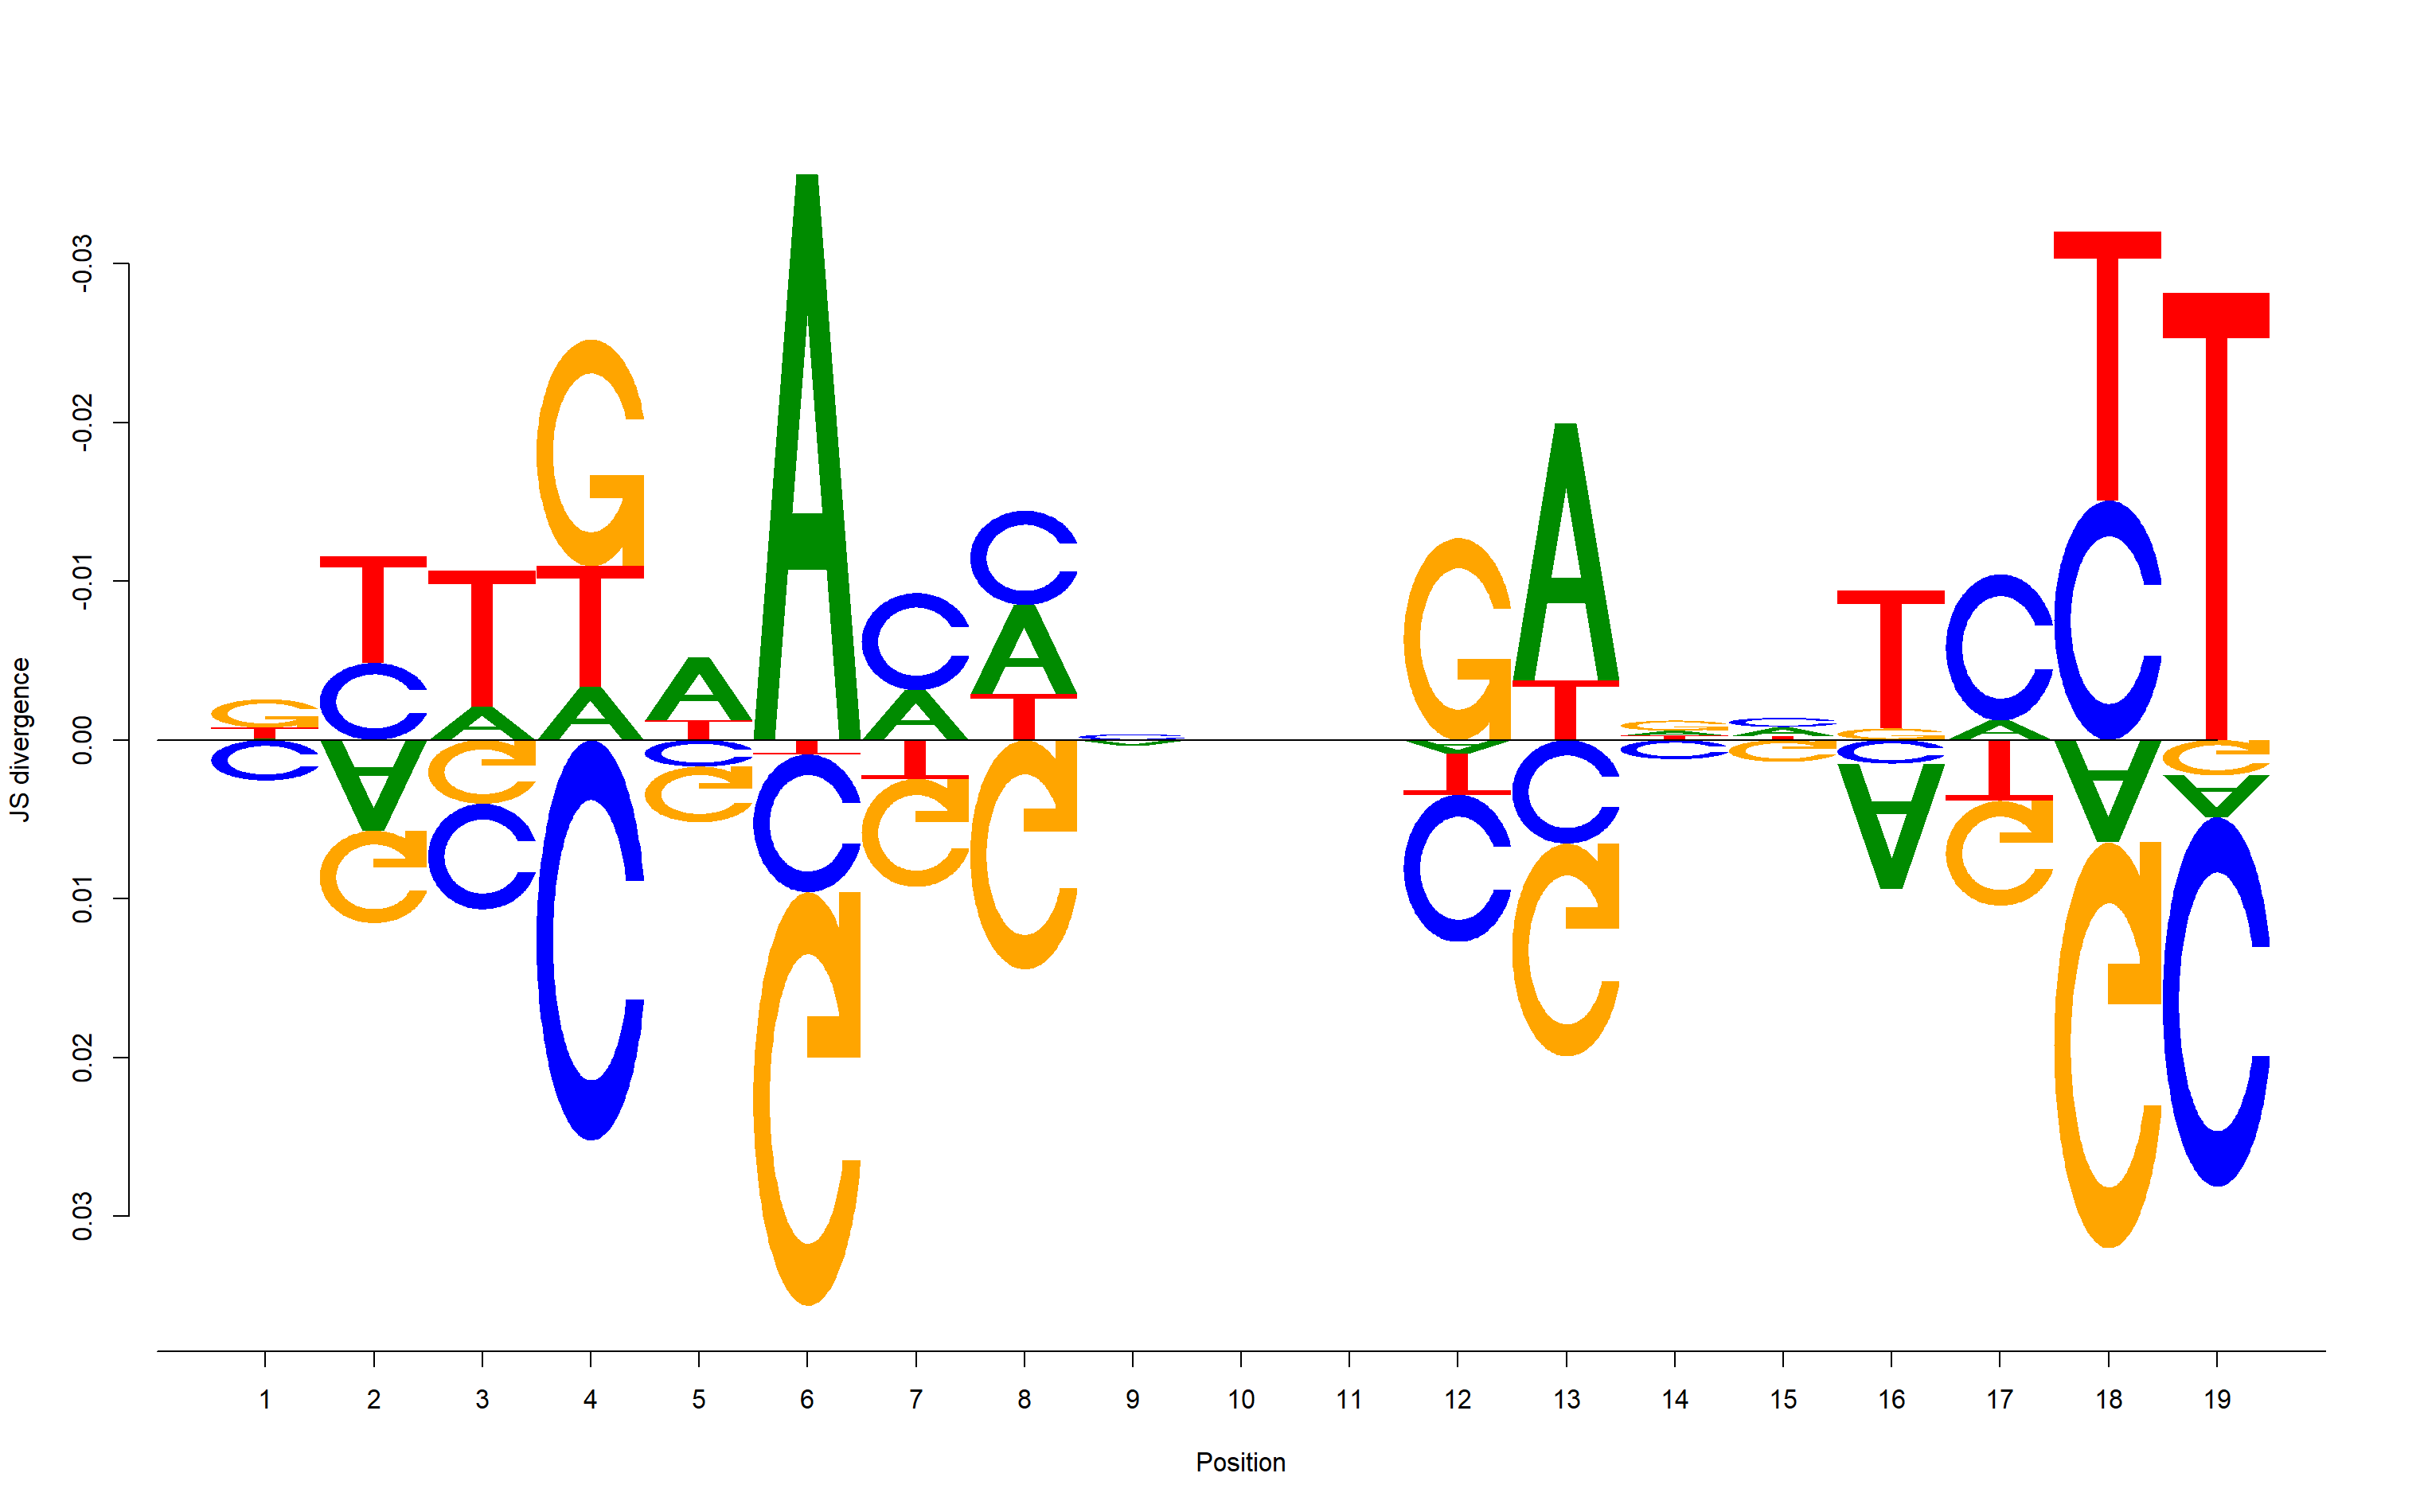 JS divergence
-0.03
-0.02
-0.01
0.00
0.01
0.02
0.03
G T C T A A C C
T C T A T A C A T
C A G G C C G T C G T G G
G A T C T T
A T T C C
A T C C G A T C G A C T A G G A C
1 2 3 4 5 6 7 8 9 10 11 12 13 14 15 16 17 18 19
Position